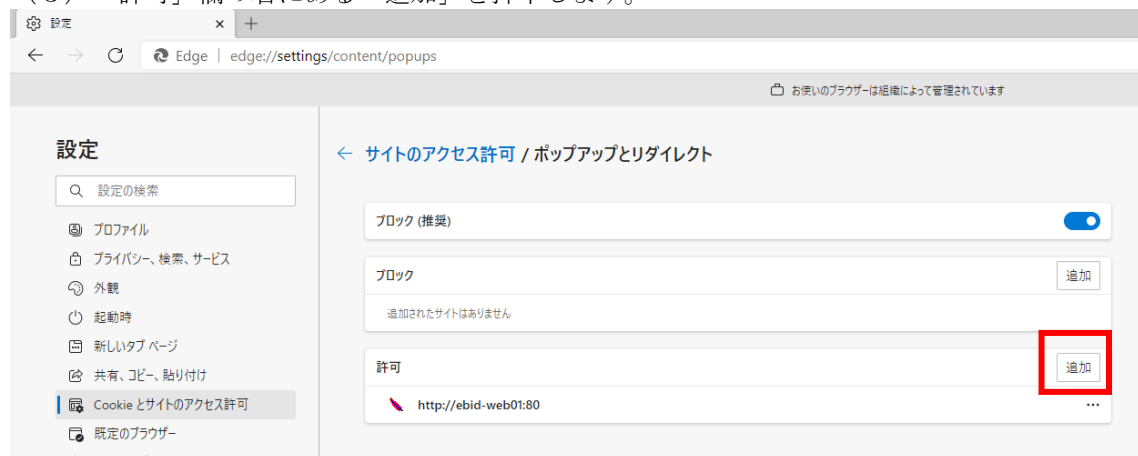 設定
Edge edge://settings/content/popups
お使いのブラウザーは組織によって管理されています
設定
設定の検索
プロファイル
プライバシー、検索、サービス
外観
起動時
新しいタブ ページ
共有、コピー、貼り付け
Cookie とサイトのアクセス許可
既定のブラウザー
サイトのアクセス許可 / ポップアップとリダイレクト
ブロック (推奨)
ブロック 追加
追加されたサイトはありません
許可 追加
http://ebid-web01:80